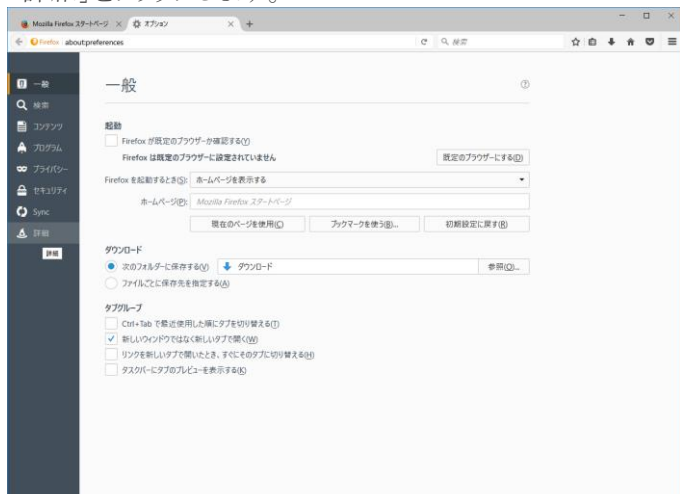 Mozilla Firefox スタートページ
オプション
Firefox about:preferences
検索
一般
検索
コンテンツ
プログラム
プライバシー
セキュリティ
Sync
詳細
詳細
一般
起動
Firefox が既定のブラウザーか確認する(Y)
Firefox は既定のブラウザーに設定されていません
既定のブラウザーにする(D)
Firefox を起動するとき(S): ホームページを表示する
ホームページ(P): Mozilla Firefox スタートページ
現在のページを使用(C) ブックマークを使う(B)... 初期設定に戻す(R)
ダウンロード
次のフォルダーに保存する(V) ダウンロード 参照(O)...
ファイルごとに保存先を指定する(A)
タブグループ
Ctrl+Tab で最近使用した順にタブを切り替える(T)
新しいウィンドウではなく新しいタブで開く(W)
リンクを新しいタブで開いたとき、すぐにそのタブに切り替える(H)
タスクバーにタブのプレビューを表示する(K)